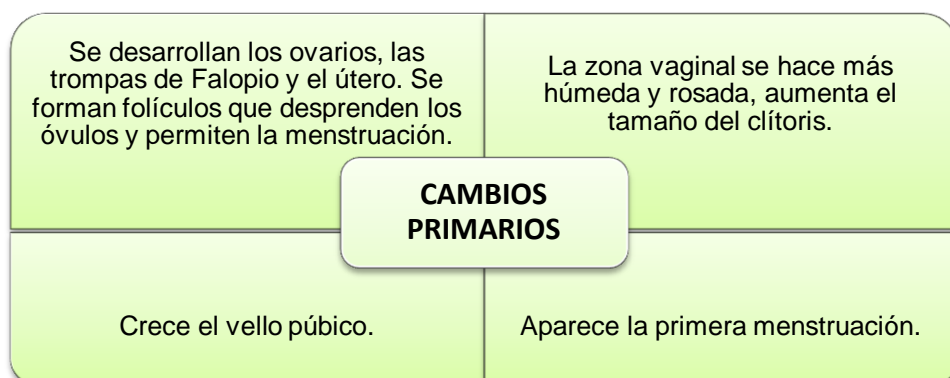 Se desarrollan los ovarios, las
trompas de Falopio y el útero. Se
forman folículos que desprenden los
óvulos y permiten la menstruación.
La zona vaginal se hace más
húmeda y rosada, aumenta el
tamaño del clítoris.
CAMBIOS
PRIMARIOS
Crece el vello púbico.
Aparece la primera menstruación.